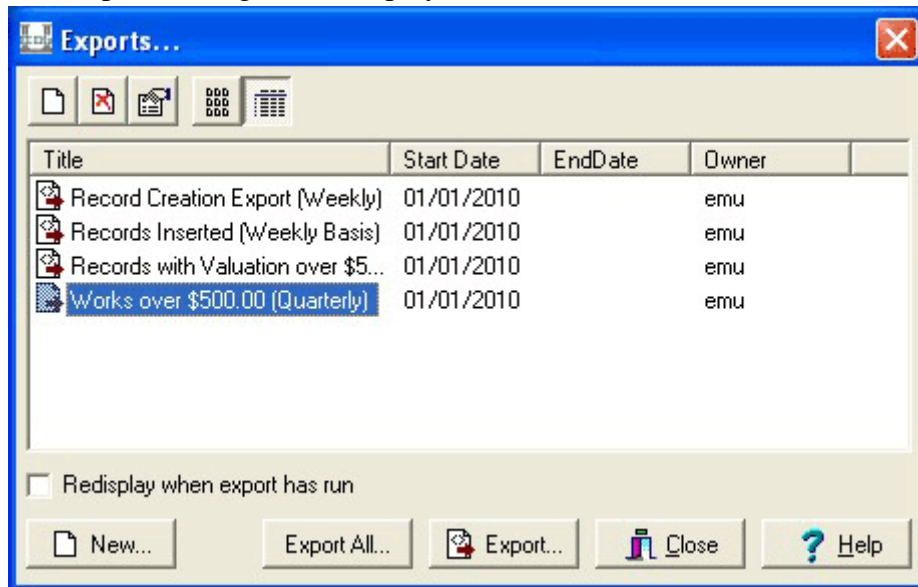 Exports...
Title Start Date EndDate Owner
Record Creation Export (Weekly) 01/01/2010 emu
Records Inserted (Weekly Basis) 01/01/2010 emu
Records with Valuation over $5... 01/01/2010 emu
Works over $500.00 (Quarterly) 01/01/2010 emu
Redisplay when export has run
New... Export All... Export... Close Help